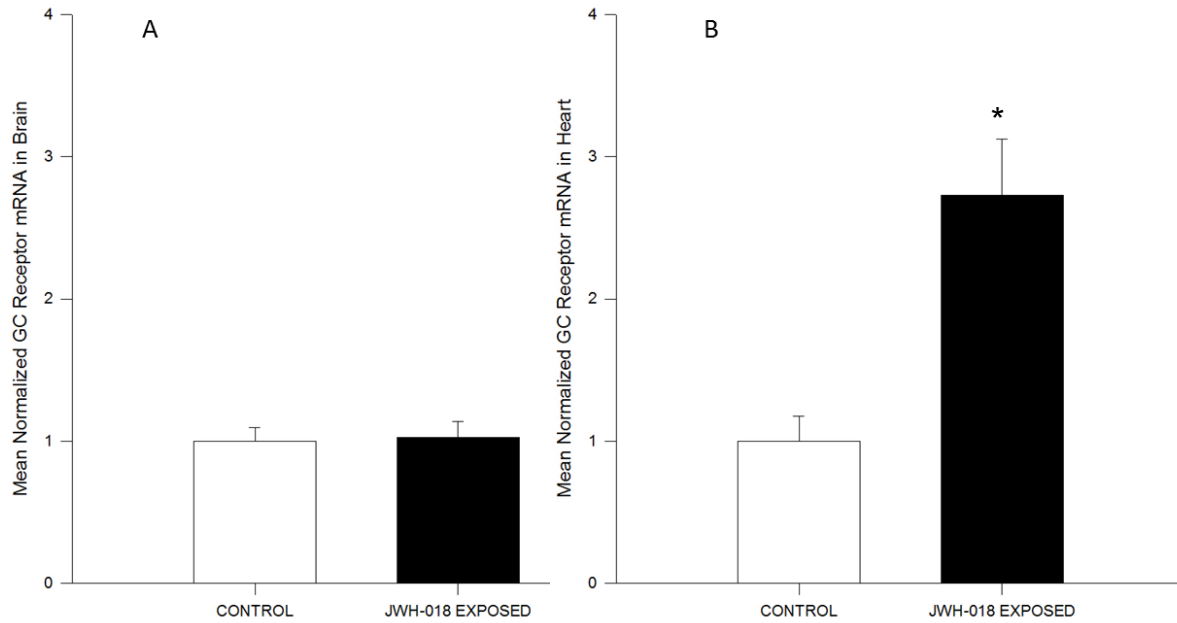 A
Mean Normalized GC Receptor mRNA in Brain
4
3
2
1
0
CONTROL
JWH-018 EXPOSED
B
Mean Normalized GC Receptor mRNA in Heart
4
3
2
1
0
*
CONTROL
JWH-018 EXPOSED